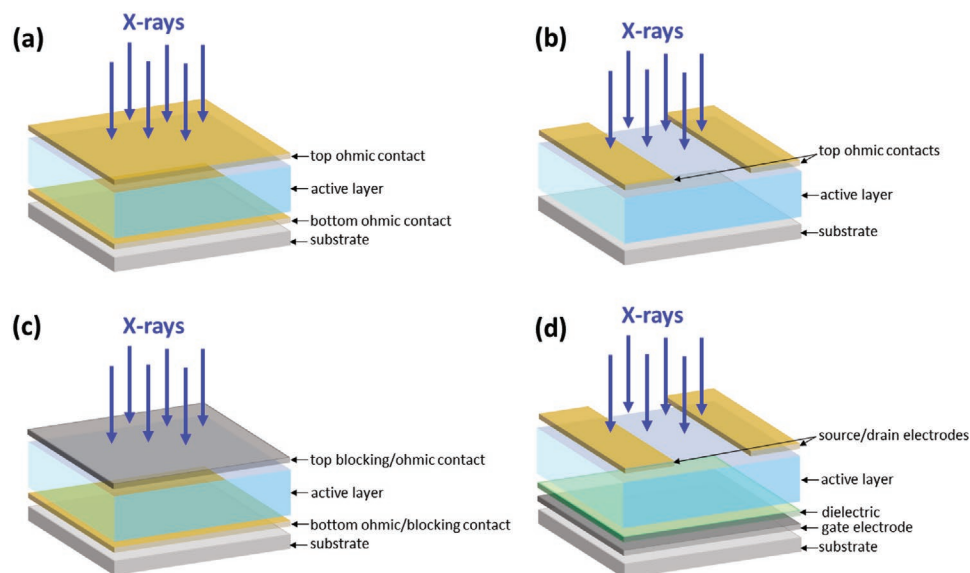 (a)
X-rays
top ohmic contact
active layer
bottom ohmic contact
substrate
(b)
X-rays
top ohmic contacts
active layer
substrate
(c)
X-rays
top blocking/ohmic contact
active layer
bottom ohmic/blocking contact
substrate
(d)
X-rays
source/drain electrodes
active layer
dielectric
gate electrode
substrate